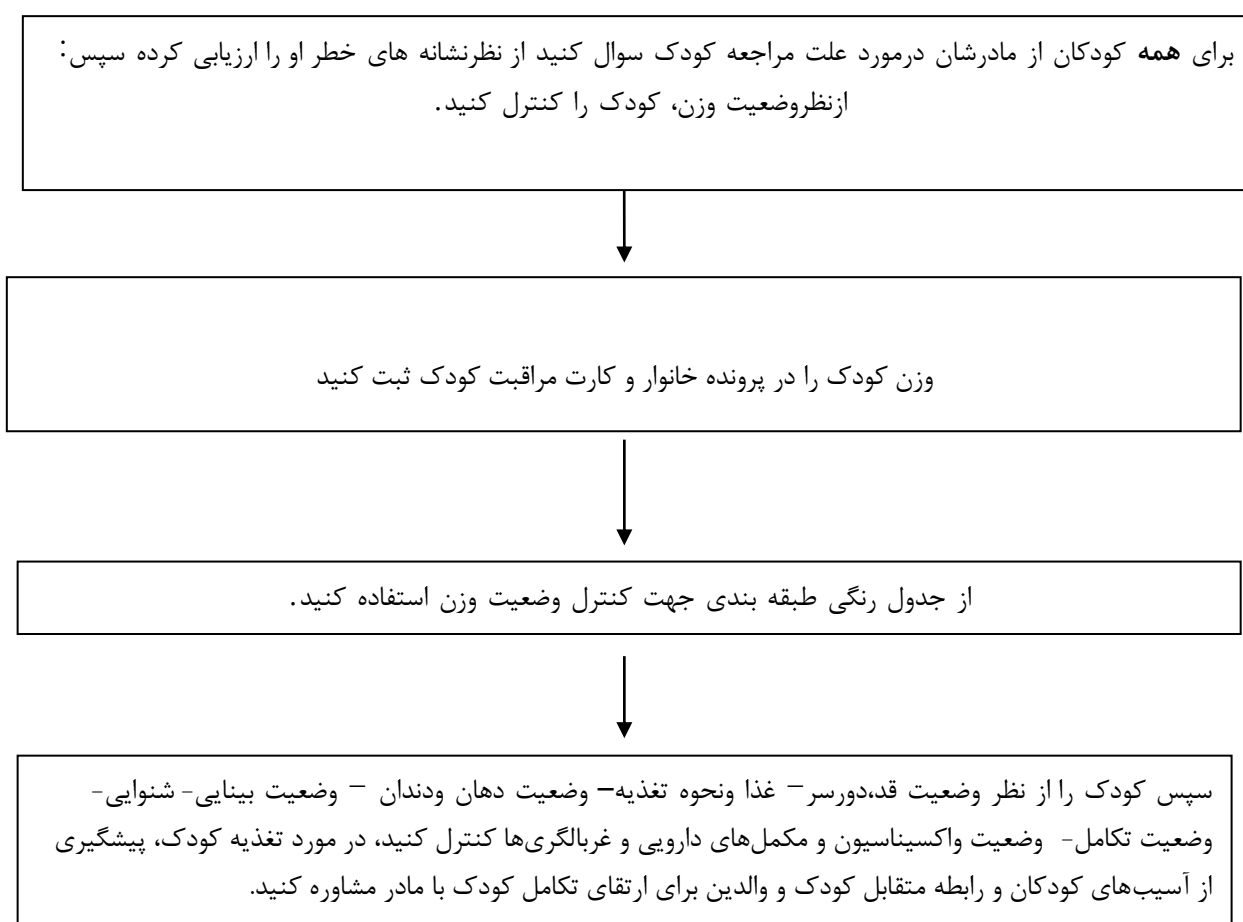 برای همه کودکان از مادرشان درمورد علت مراجعه کودک سوال کنید از نظرنشانه های خطر او را ارزیابی کرده سپس:
ازنظروضعیت وزن، کودک را کنترل کنید.
وزن کودک را در پرونده خانوار و کارت مراقبت کودک ثبت کنید
از جدول رنگی طبقه بندی جهت کنترل وضعیت وزن استفاده کنید.
سپس کودک را از نظر وضعیت قد،دورسر– غذا ونحوه تغذیه– وضعیت دهان ودندان – وضعیت بینایی- شنوایی-
وضعیت تکامل- وضعیت واکسیناسیون و مکمل‌های دارویی و غربالگری‌ها کنترل کنید، در مورد تغذیه کودک، پیشگیری
از آسیب‌های کودکان و رابطه متقابل کودک و والدین برای ارتقای تکامل کودک با مادر مشاوره کنید.